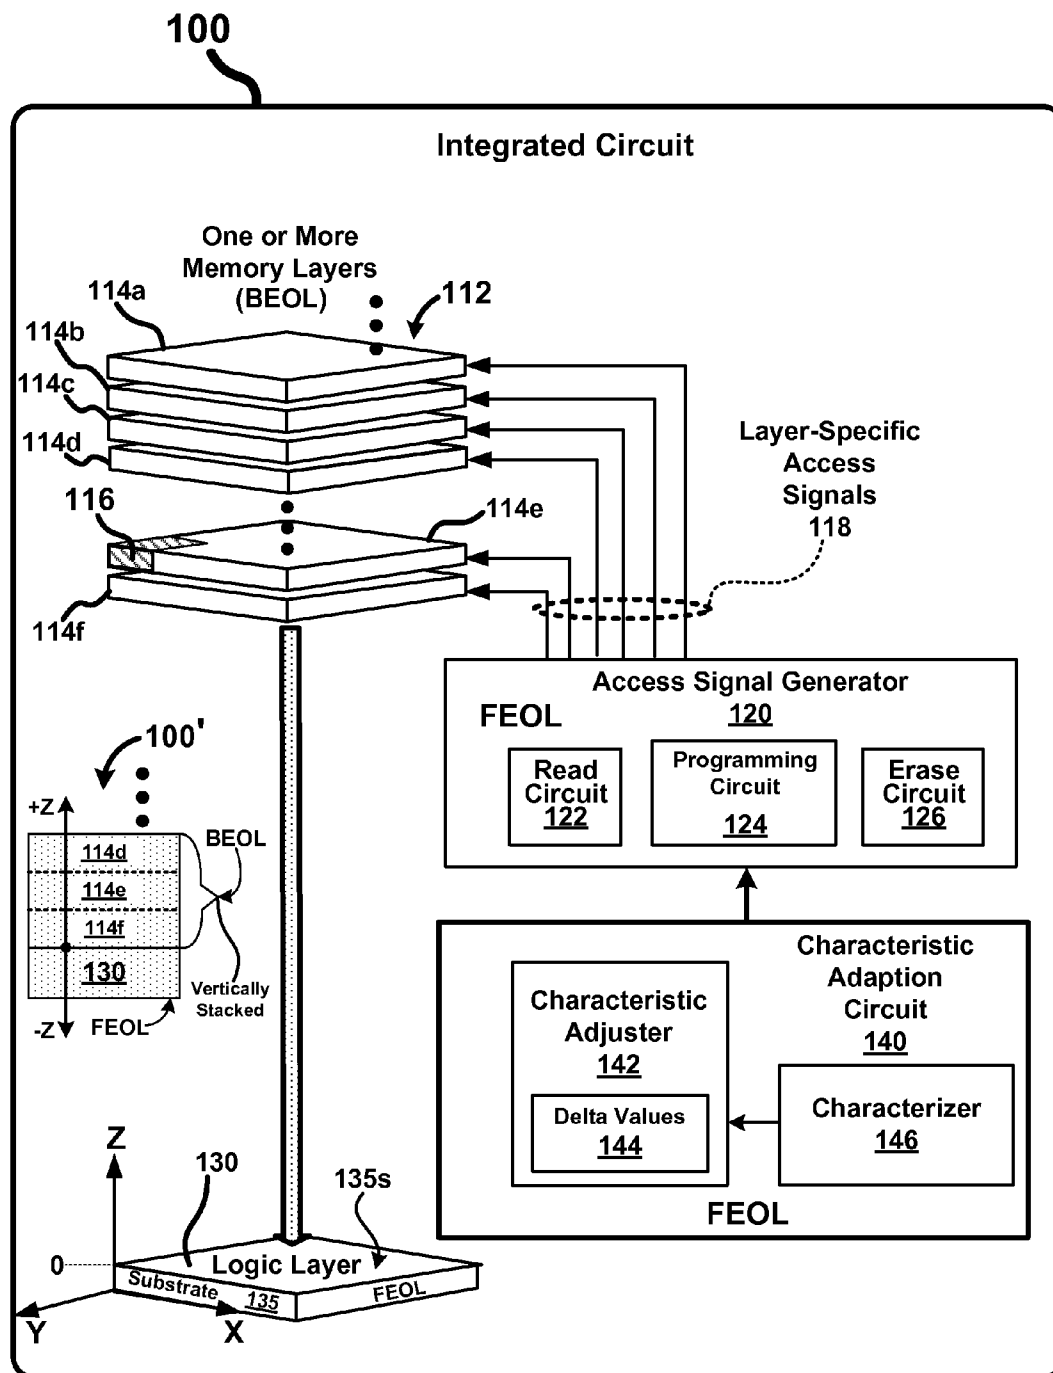 100
Integrated Circuit
One or More
Memory Layers
(BEOL)
114a
112
114b
114c
114d
116
114e
114f
Layer-Specific
Access
Signals
118
Access Signal Generator
120
FEOL
Read
Circuit
122
Programming
Circuit
124
Erase
Circuit
126
100'
+Z
BEOL
114d
114e
114f
130
Vertically
Stacked
-Z
FEOL
Characteristic
Adaption
Circuit
140
Characteristic
Adjuster
142
Delta Values
144
Characterizer
146
FEOL
Z
130
135s
0
Logic Layer
Substrate
135
FEOL
Y
X